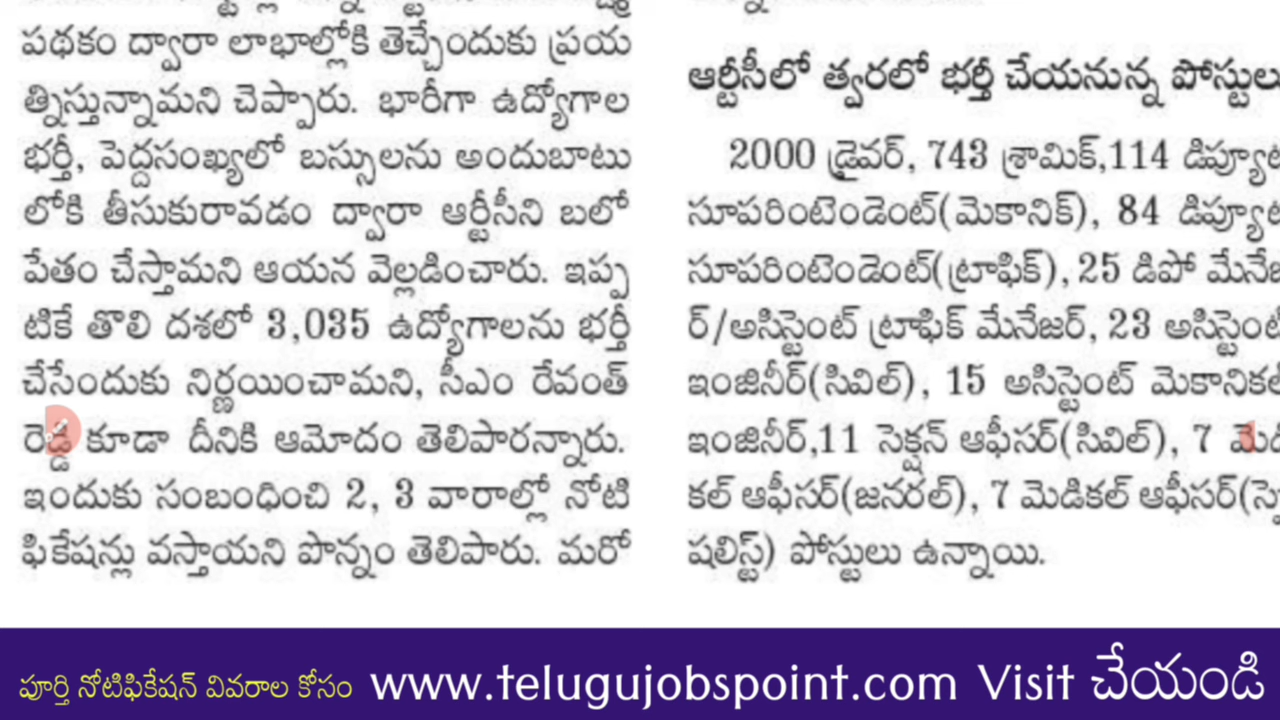 పథకం ద్వారా లాభాల్లోకి తెచ్చేందుకు ప్రయ
త్నిస్తున్నామని చెప్పారు. భారీగా ఉద్యోగాల
భర్తీ, పెద్దసంఖ్యలో బస్సులను అందుబాటు
లోకి తీసుకురావడం ద్వారా ఆర్టీసీని బలో
పేతం చేస్తామని ఆయన వెల్లడించారు. ఇప్ప
టికే తొలి దశలో 3,035 ఉద్యోగాలను భర్తీ
చేసేందుకు నిర్ణయించామని, సీఎం రేవంత్
రెడ్డి కూడా దీనికి ఆమోదం తెలిపారన్నారు.
ఇందుకు సంబంధించి 2, 3 వారాల్లో నోటి
ఫికేషన్లు వస్తాయని పొన్నం తెలిపారు. మరో
ఆర్టీసీలో త్వరలో భర్తీ చేయనున్న పోస్టులు
2000 డ్రైవర్, 743 శ్రామిక్,114 డిప్యూటీ
సూపరింటెండెంట్(మెకానిక్), 84 డిప్యూటీ
సూపరింటెండెంట్(ట్రాఫిక్), 25 డిపో మేనేజ
ర్/అసిస్టెంట్ ట్రాఫిక్ మేనేజర్, 23 అసిస్టెంట్
ఇంజినీర్(సివిల్), 15 అసిస్టెంట్ మెకానికల్
ఇంజినీర్,11 సెక్షన్ ఆఫీసర్(సివిల్), 7 మెడి
కల్ ఆఫీసర్(జనరల్), 7 మెడికల్ ఆఫీసర్(స్పె
షలిస్ట్) పోస్టులు ఉన్నాయి.
పూర్తి నోటిఫికేషన్ వివరాల కోసం www.telugujobspoint.com Visit చేయండి